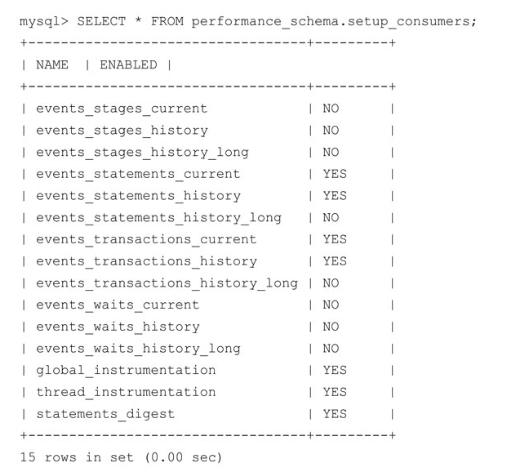 mysql> SELECT * FROM performance_schema.setup_consumers;
+----------------------------------+---------+
| NAME | ENABLED |
+----------------------------------+---------+
| events_stages_current | NO |
| events_stages_history | NO |
| events_stages_history_long | NO |
| events_statements_current | YES |
| events_statements_history | YES |
| events_statements_history_long | NO |
| events_transactions_current | YES |
| events_transactions_history | YES |
| events_transactions_history_long | NO |
| events_waits_current | NO |
| events_waits_history | NO |
| events_waits_history_long | NO |
| global_instrumentation | YES |
| thread_instrumentation | YES |
| statements_digest | YES |
+----------------------------------+---------+
15 rows in set (0.00 sec)